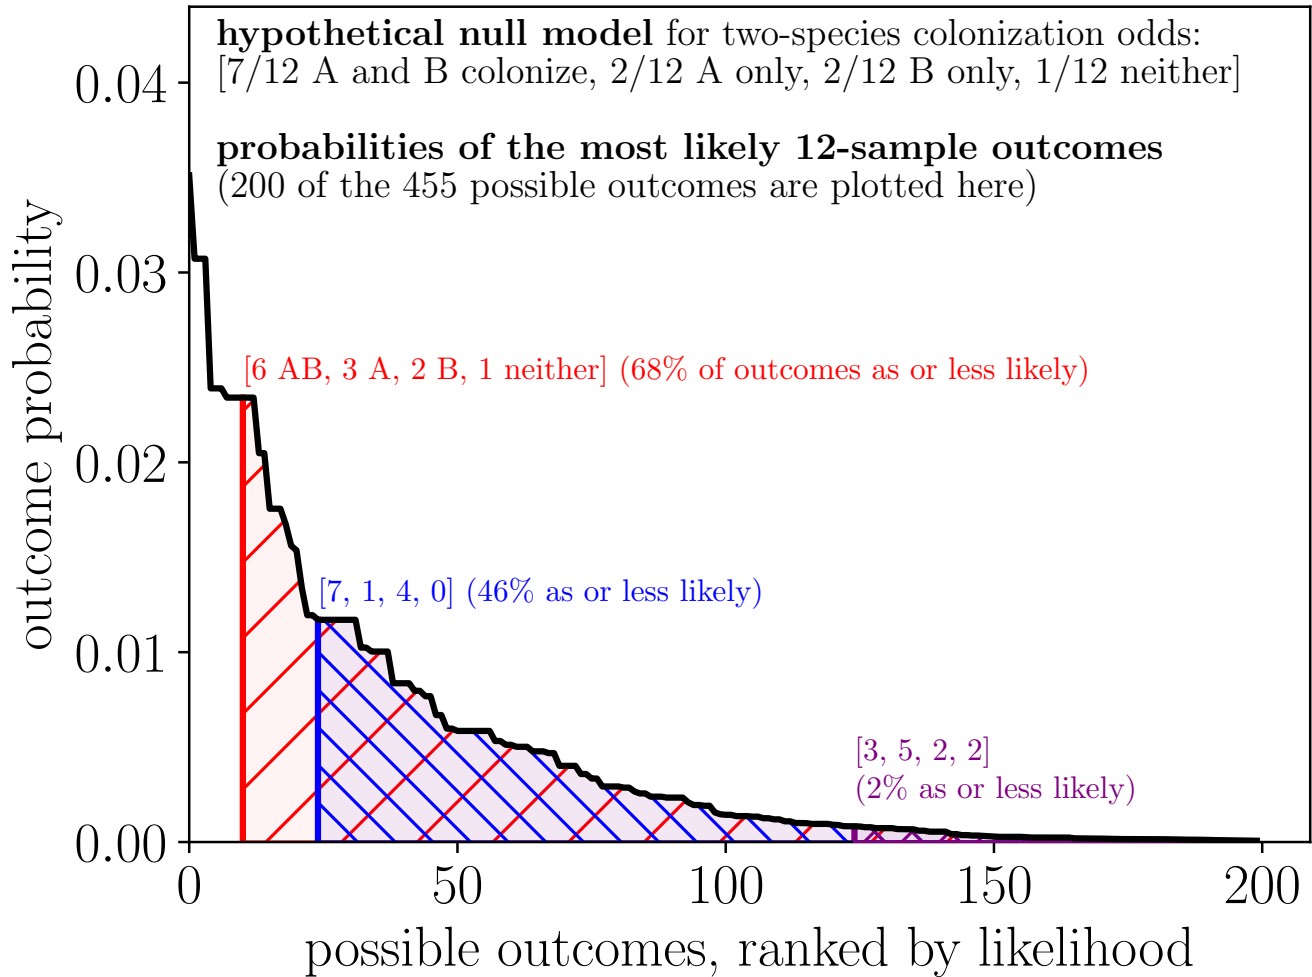 hypothetical null model for two-species colonization odds:
[7/12 A and B colonize, 2/12 A only, 2/12 B only, 1/12 neither]
probabilities of the most likely 12-sample outcomes
(200 of the 455 possible outcomes are plotted here)
0.04
0.03
0.02
0.01
0.00
outcome probability
[6 AB, 3 A, 2 B, 1 neither] (68% of outcomes as or less likely)
[7, 1, 4, 0] (46% as or less likely)
[3, 5, 2, 2]
(2% as or less likely)
0 50 100 150 200
possible outcomes, ranked by likelihood